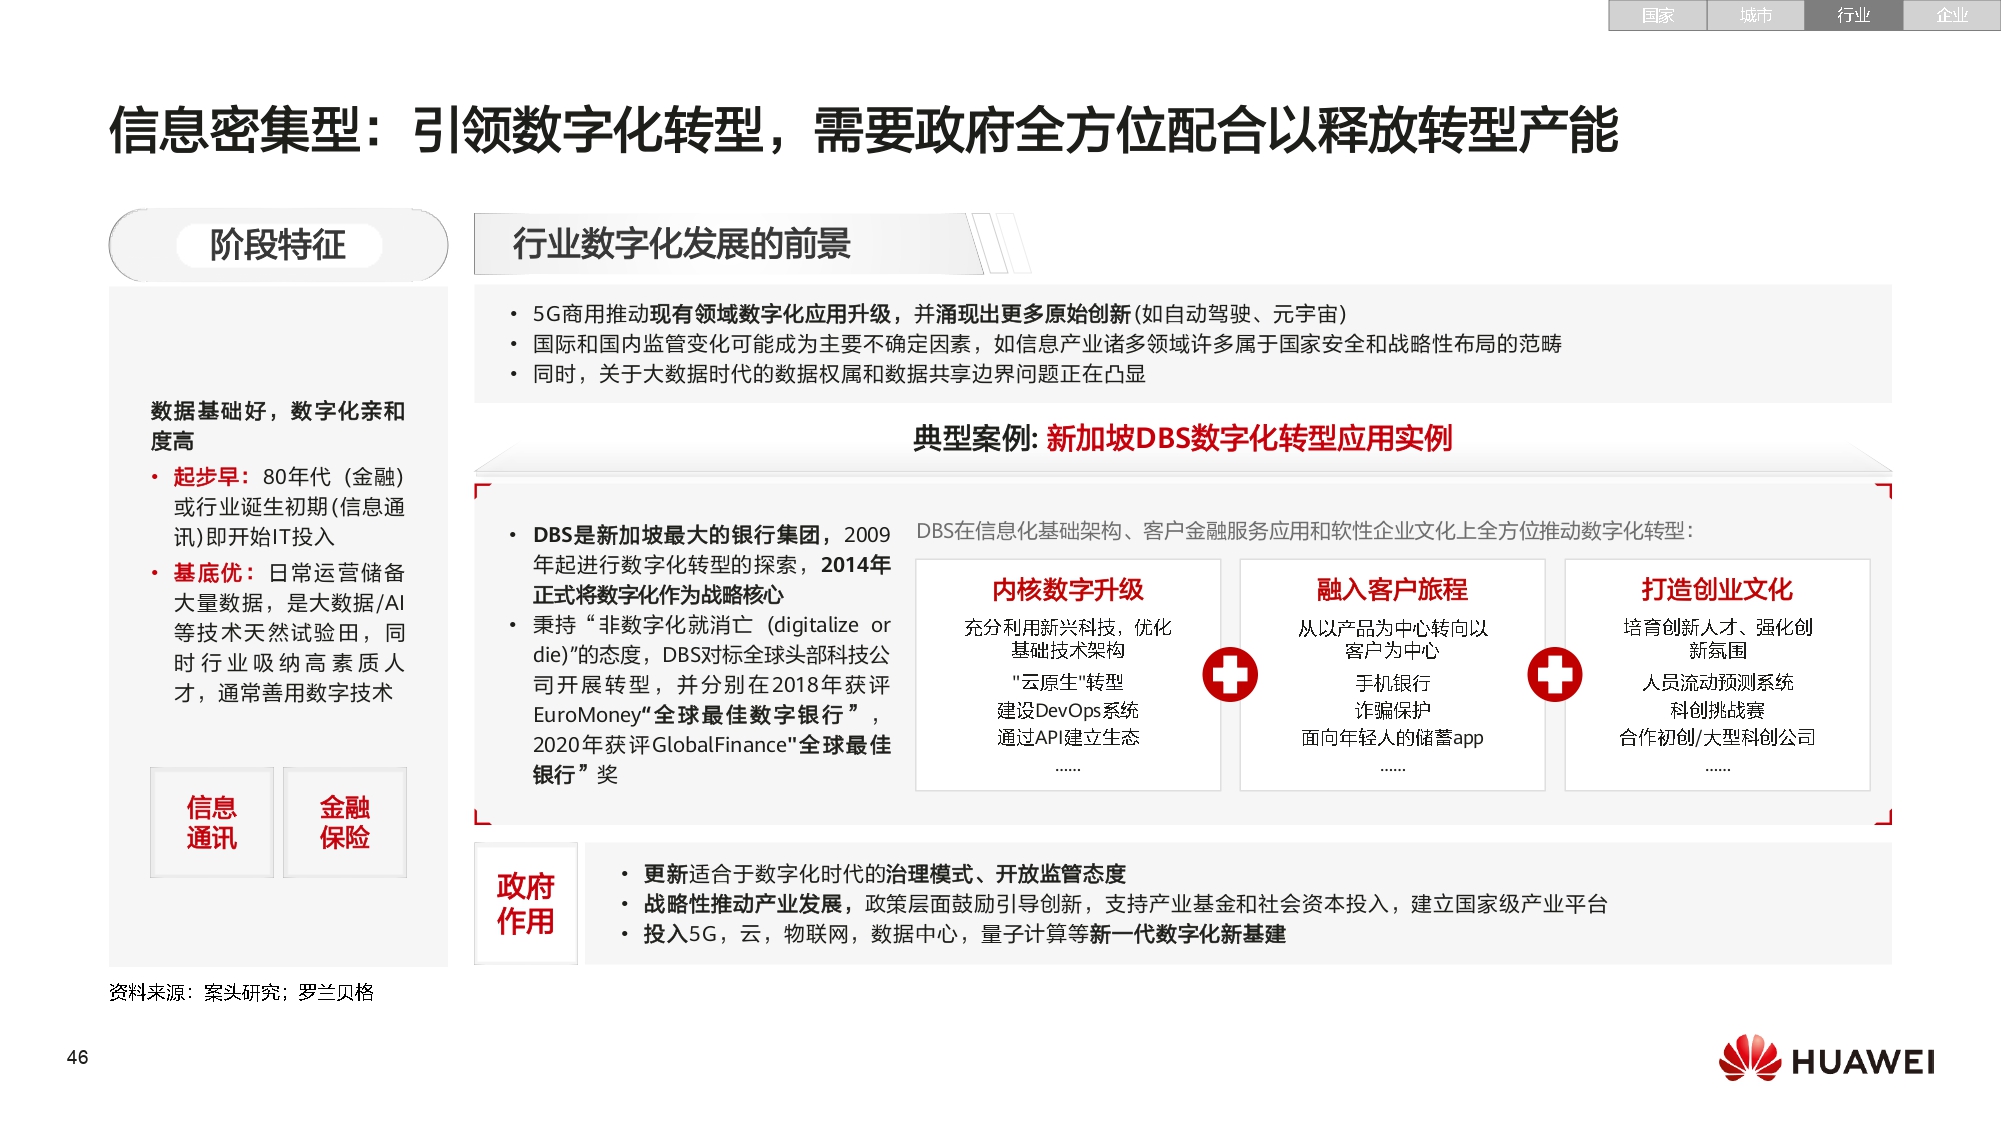 国家 城市 行业 企业
信息密集型：引领数字化转型，需要政府全方位配合以释放转型产能
阶段特征
数据基础好，数字化亲和
度高
• 起步早：80年代（金融）
或行业诞生初期(信息通
讯)即开始IT投入
• 基底优：日常运营储备
大量数据，是大数据/AI
等技术天然试验田，同
时行业吸纳高素质人
才，通常善用数字技术
信息
通讯
金融
保险
行业数字化发展的前景
• 5G商用推动现有领域数字化应用升级，并涌现出更多原始创新(如自动驾驶、元宇宙)
• 国际和国内监管变化可能成为主要不确定因素，如信息产业诸多领域许多属于国家安全和战略性布局的范畴
• 同时，关于大数据时代的数据权属和数据共享边界问题正在凸显
典型案例: 新加坡DBS数字化转型应用实例
• DBS是新加坡最大的银行集团，2009
年起进行数字化转型的探索，2014年
正式将数字化作为战略核心
• 秉持“非数字化就消亡 (digitalize or
die)”的态度，DBS对标全球头部科技公
司开展转型，并分别在2018年获评
EuroMoney“全球最佳数字银行”，
2020年获评GlobalFinance"全球最佳
银行”奖
DBS在信息化基础架构、客户金融服务应用和软性企业文化上全方位推动数字化转型：
内核数字升级
充分利用新兴科技，优化
基础技术架构
"云原生"转型
建设DevOps系统
通过API建立生态
......
融入客户旅程
从以产品为中心转向以
客户为中心
手机银行
诈骗保护
面向年轻人的储蓄app
......
打造创业文化
培育创新人才、强化创
新氛围
人员流动预测系统
科创挑战赛
合作初创/大型科创公司
......
政府
作用
• 更新适合于数字化时代的治理模式、开放监管态度
• 战略性推动产业发展，政策层面鼓励引导创新，支持产业基金和社会资本投入，建立国家级产业平台
• 投入5G，云，物联网，数据中心，量子计算等新一代数字化新基建
资料来源：案头研究；罗兰贝格
46
HUAWEI